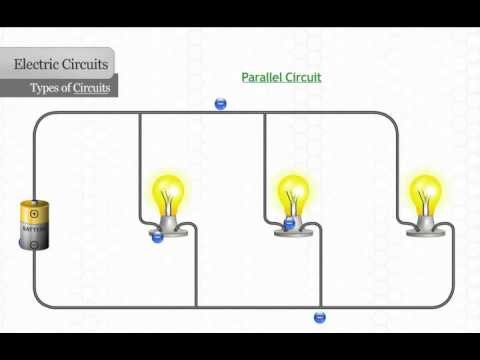 Electric Circuits
Types of Circuits
Parallel Circuit
BATTERY